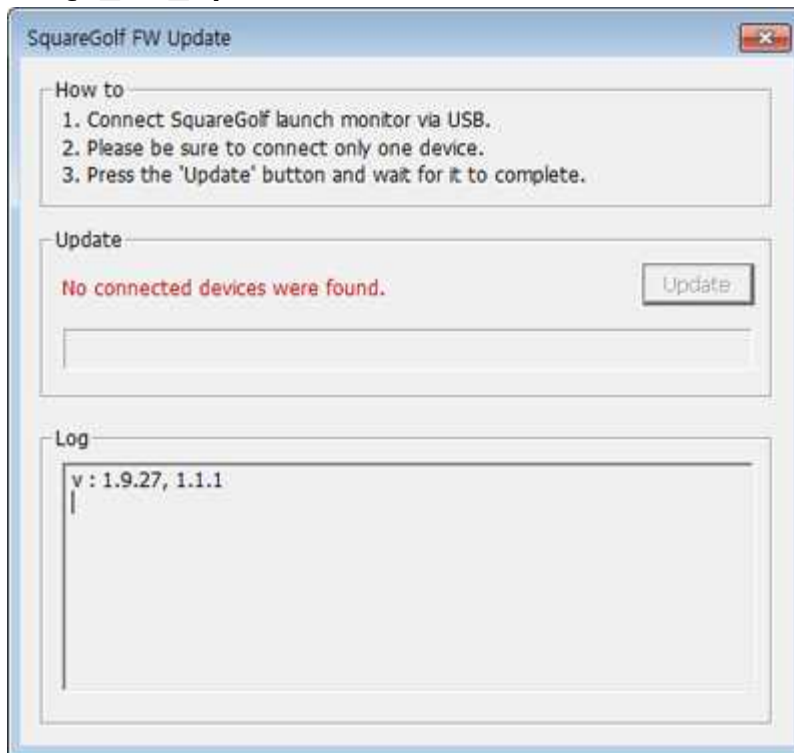 SquareGolf FW Update
How to
1. Connect SquareGolf launch monitor via USB.
2. Please be sure to connect only one device.
3. Press the 'Update' button and wait for it to complete.
Update
No connected devices were found.
Update
Log
v : 1.9.27, 1.1.1